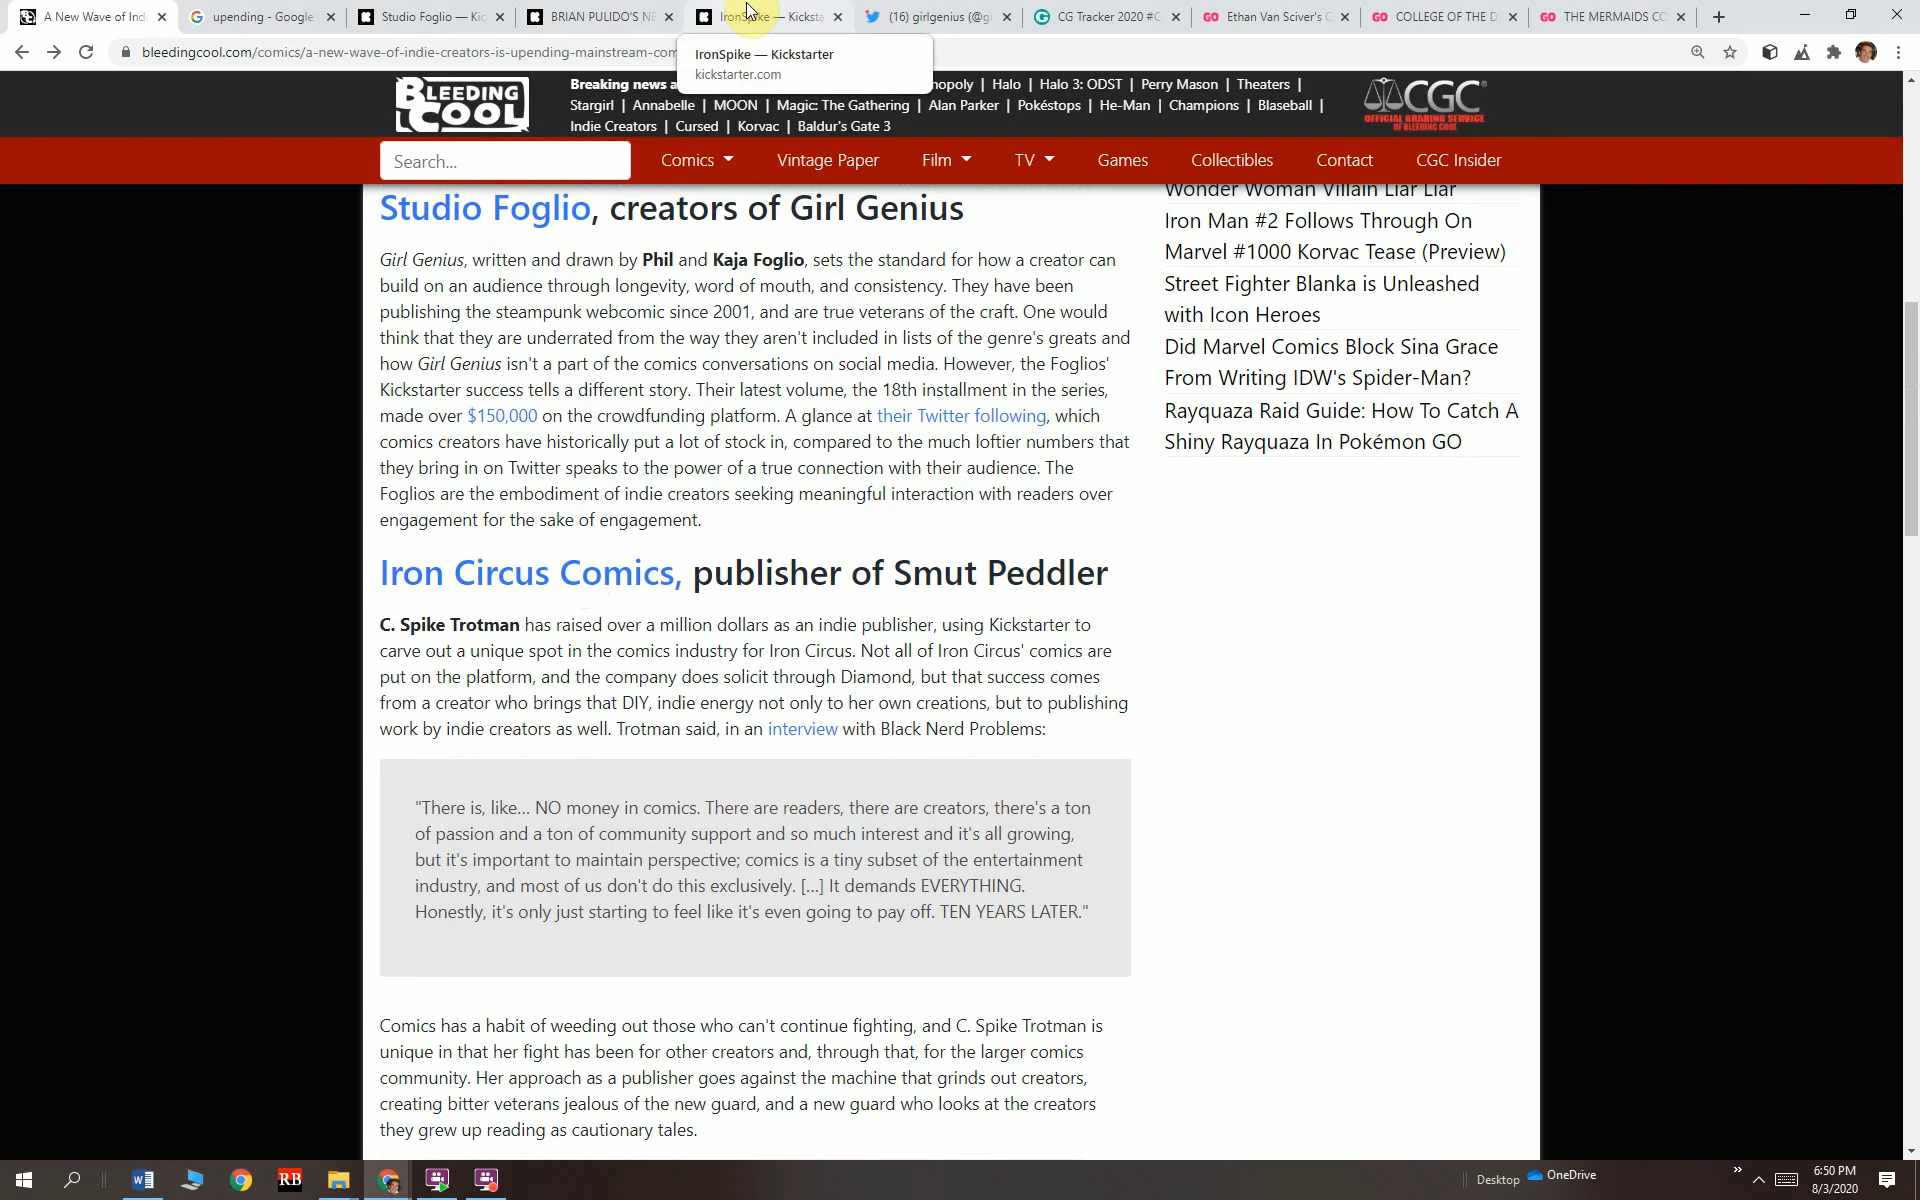 A New Wave of Indi
upending - Google
Studio Foglio — Kic
BRIAN PULIDO'S NE
IronSpike — Kicksta
(16) girlgenius (@gi
CG Tracker 2020 #C
Ethan Van Sciver's C
COLLEGE OF THE D
THE MERMAIDS CO
bleedingcool.com/comics/a-new-wave-of-indie-creators-is-upending-mainstream-com
IronSpike — Kickstarter
kickstarter.com
BLEEDING COOL
Breaking news a
nopoly | Halo | Halo 3: ODST | Perry Mason | Theaters |
Stargirl | Annabelle | MOON | Magic: The Gathering | Alan Parker | Pokéstops | He-Man | Champions | Blaseball |
Indie Creators | Cursed | Korvac | Baldur's Gate 3
CGC
OFFICIAL GRADING SERVICE
OF BLEEDING COOL
Search...
Comics
Vintage Paper
Film
TV
Games
Collectibles
Contact
CGC Insider
Studio Foglio, creators of Girl Genius
Girl Genius, written and drawn by Phil and Kaja Foglio, sets the standard for how a creator can
build on an audience through longevity, word of mouth, and consistency. They have been
publishing the steampunk webcomic since 2001, and are true veterans of the craft. One would
think that they are underrated from the way they aren't included in lists of the genre's greats and
how Girl Genius isn't a part of the comics conversations on social media. However, the Foglios'
Kickstarter success tells a different story. Their latest volume, the 18th installment in the series,
made over $150,000 on the crowdfunding platform. A glance at their Twitter following, which
comics creators have historically put a lot of stock in, compared to the much loftier numbers that
they bring in on Twitter speaks to the power of a true connection with their audience. The
Foglios are the embodiment of indie creators seeking meaningful interaction with readers over
engagement for the sake of engagement.
Iron Circus Comics, publisher of Smut Peddler
C. Spike Trotman has raised over a million dollars as an indie publisher, using Kickstarter to
carve out a unique spot in the comics industry for Iron Circus. Not all of Iron Circus' comics are
put on the platform, and the company does solicit through Diamond, but that success comes
from a creator who brings that DIY, indie energy not only to her own creations, but to publishing
work by indie creators as well. Trotman said, in an interview with Black Nerd Problems:
"There is, like... NO money in comics. There are readers, there are creators, there's a ton
of passion and a ton of community support and so much interest and it's all growing,
but it's important to maintain perspective; comics is a tiny subset of the entertainment
industry, and most of us don't do this exclusively. [...] It demands EVERYTHING.
Honestly, it's only just starting to feel like it's even going to pay off. TEN YEARS LATER."
Comics has a habit of weeding out those who can't continue fighting, and C. Spike Trotman is
unique in that her fight has been for other creators and, through that, for the larger comics
community. Her approach as a publisher goes against the machine that grinds out creators,
creating bitter veterans jealous of the new guard, and a new guard who looks at the creators
they grew up reading as cautionary tales.
Wonder Woman Villain Liar Liar
Iron Man #2 Follows Through On
Marvel #1000 Korvac Tease (Preview)
Street Fighter Blanka is Unleashed
with Icon Heroes
Did Marvel Comics Block Sina Grace
From Writing IDW's Spider-Man?
Rayquaza Raid Guide: How To Catch A
Shiny Rayquaza In Pokémon GO
RB
Desktop
OneDrive
6:50 PM
8/3/2020